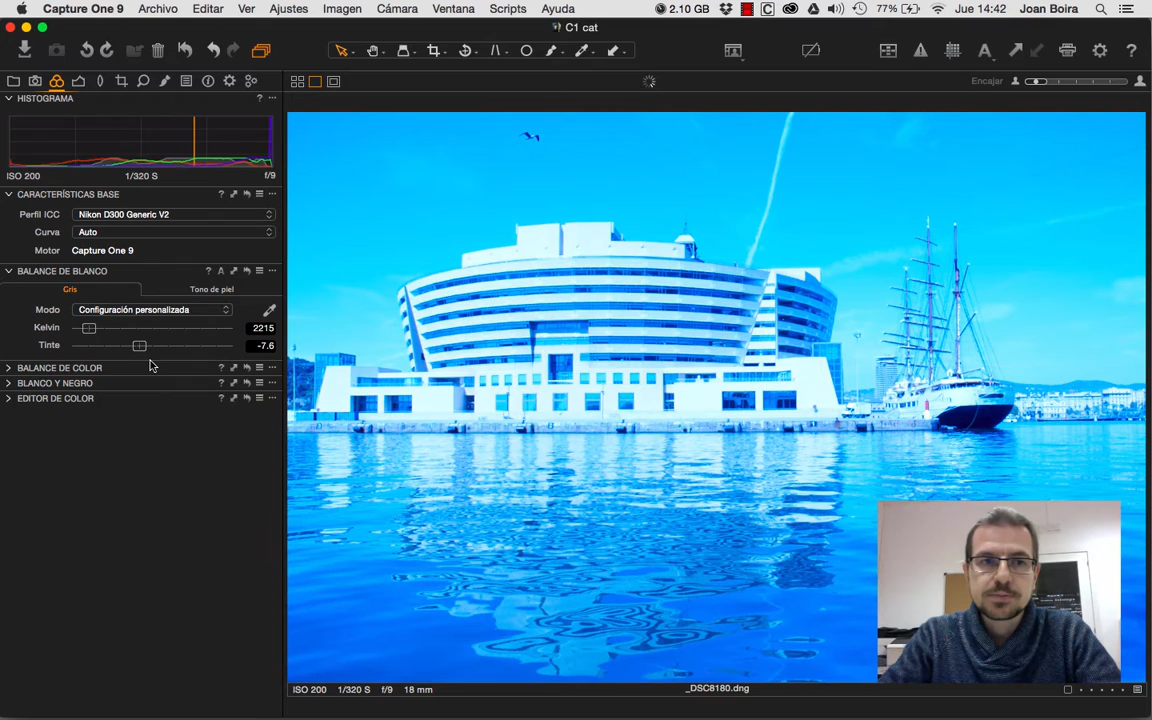 Capture One 9 Archivo Editar Ver Ajustes Imagen Cámara Ventana Scripts Ayuda 2.10 GB 77% Jue 14:42 Joan Boira
C1 cat
Encajar
HISTOGRAMA ?
ISO 200 1/320 S f/9
CARACTERÍSTICAS BASE ?
Perfil ICC Nikon D300 Generic V2
Curva Auto
Motor Capture One 9
BALANCE DE BLANCO ? A
Gris Tono de piel
Modo Configuración personalizada
Kelvin 2215
Tinte -7.6
BALANCE DE COLOR ?
BLANCO Y NEGRO ?
EDITOR DE COLOR ?
ISO 200 1/320 S f/9 18 mm _DSC8180.dng